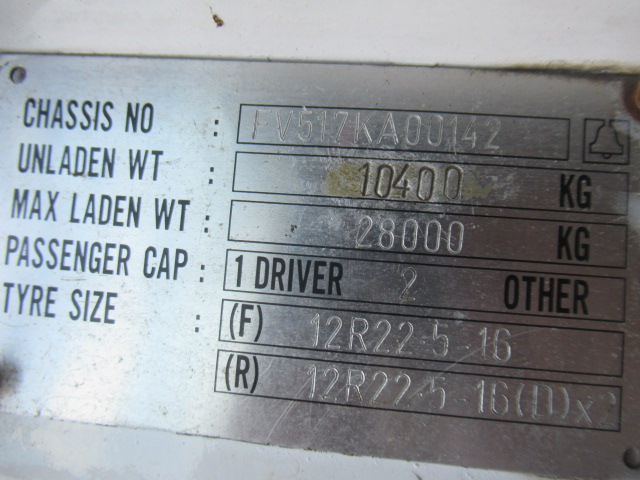 CHASSIS NO : FV517KA00142
UNLADEN WT : 10400 KG
MAX LADEN WT : 28000 KG
PASSENGER CAP : 1 DRIVER 2 OTHER
TYRE SIZE : (F) 12R22.5-16
(R) 12R22.5-16(D)x2